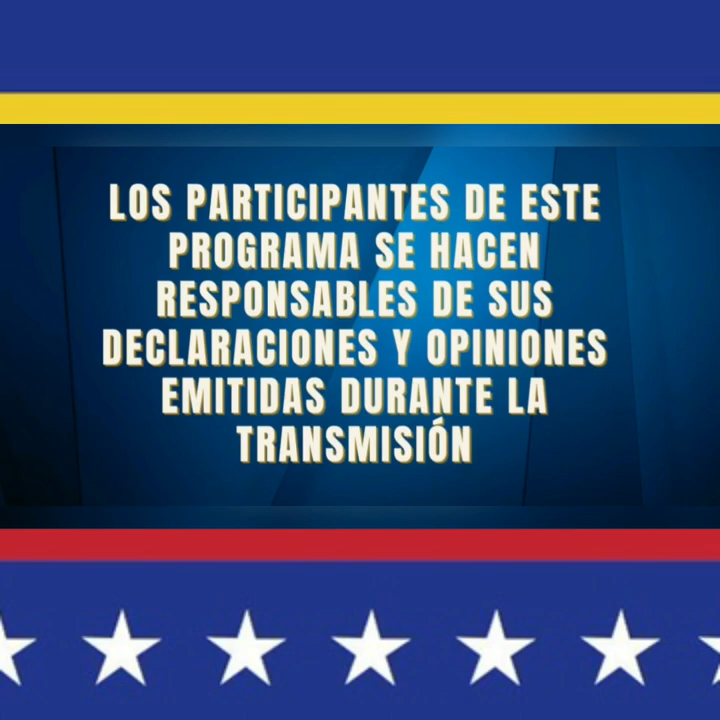 LOS PARTICIPANTES DE ESTE
PROGRAMA SE HACEN
RESPONSABLES DE SUS
DECLARACIONES Y OPINIONES
EMITIDAS DURANTE LA
TRANSMISIÓN